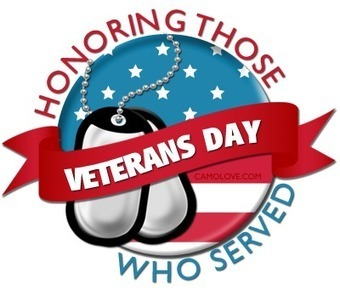 HONORING THOSE
VETERANS DAY
CAMOLOVE.COM
WHO SERVED